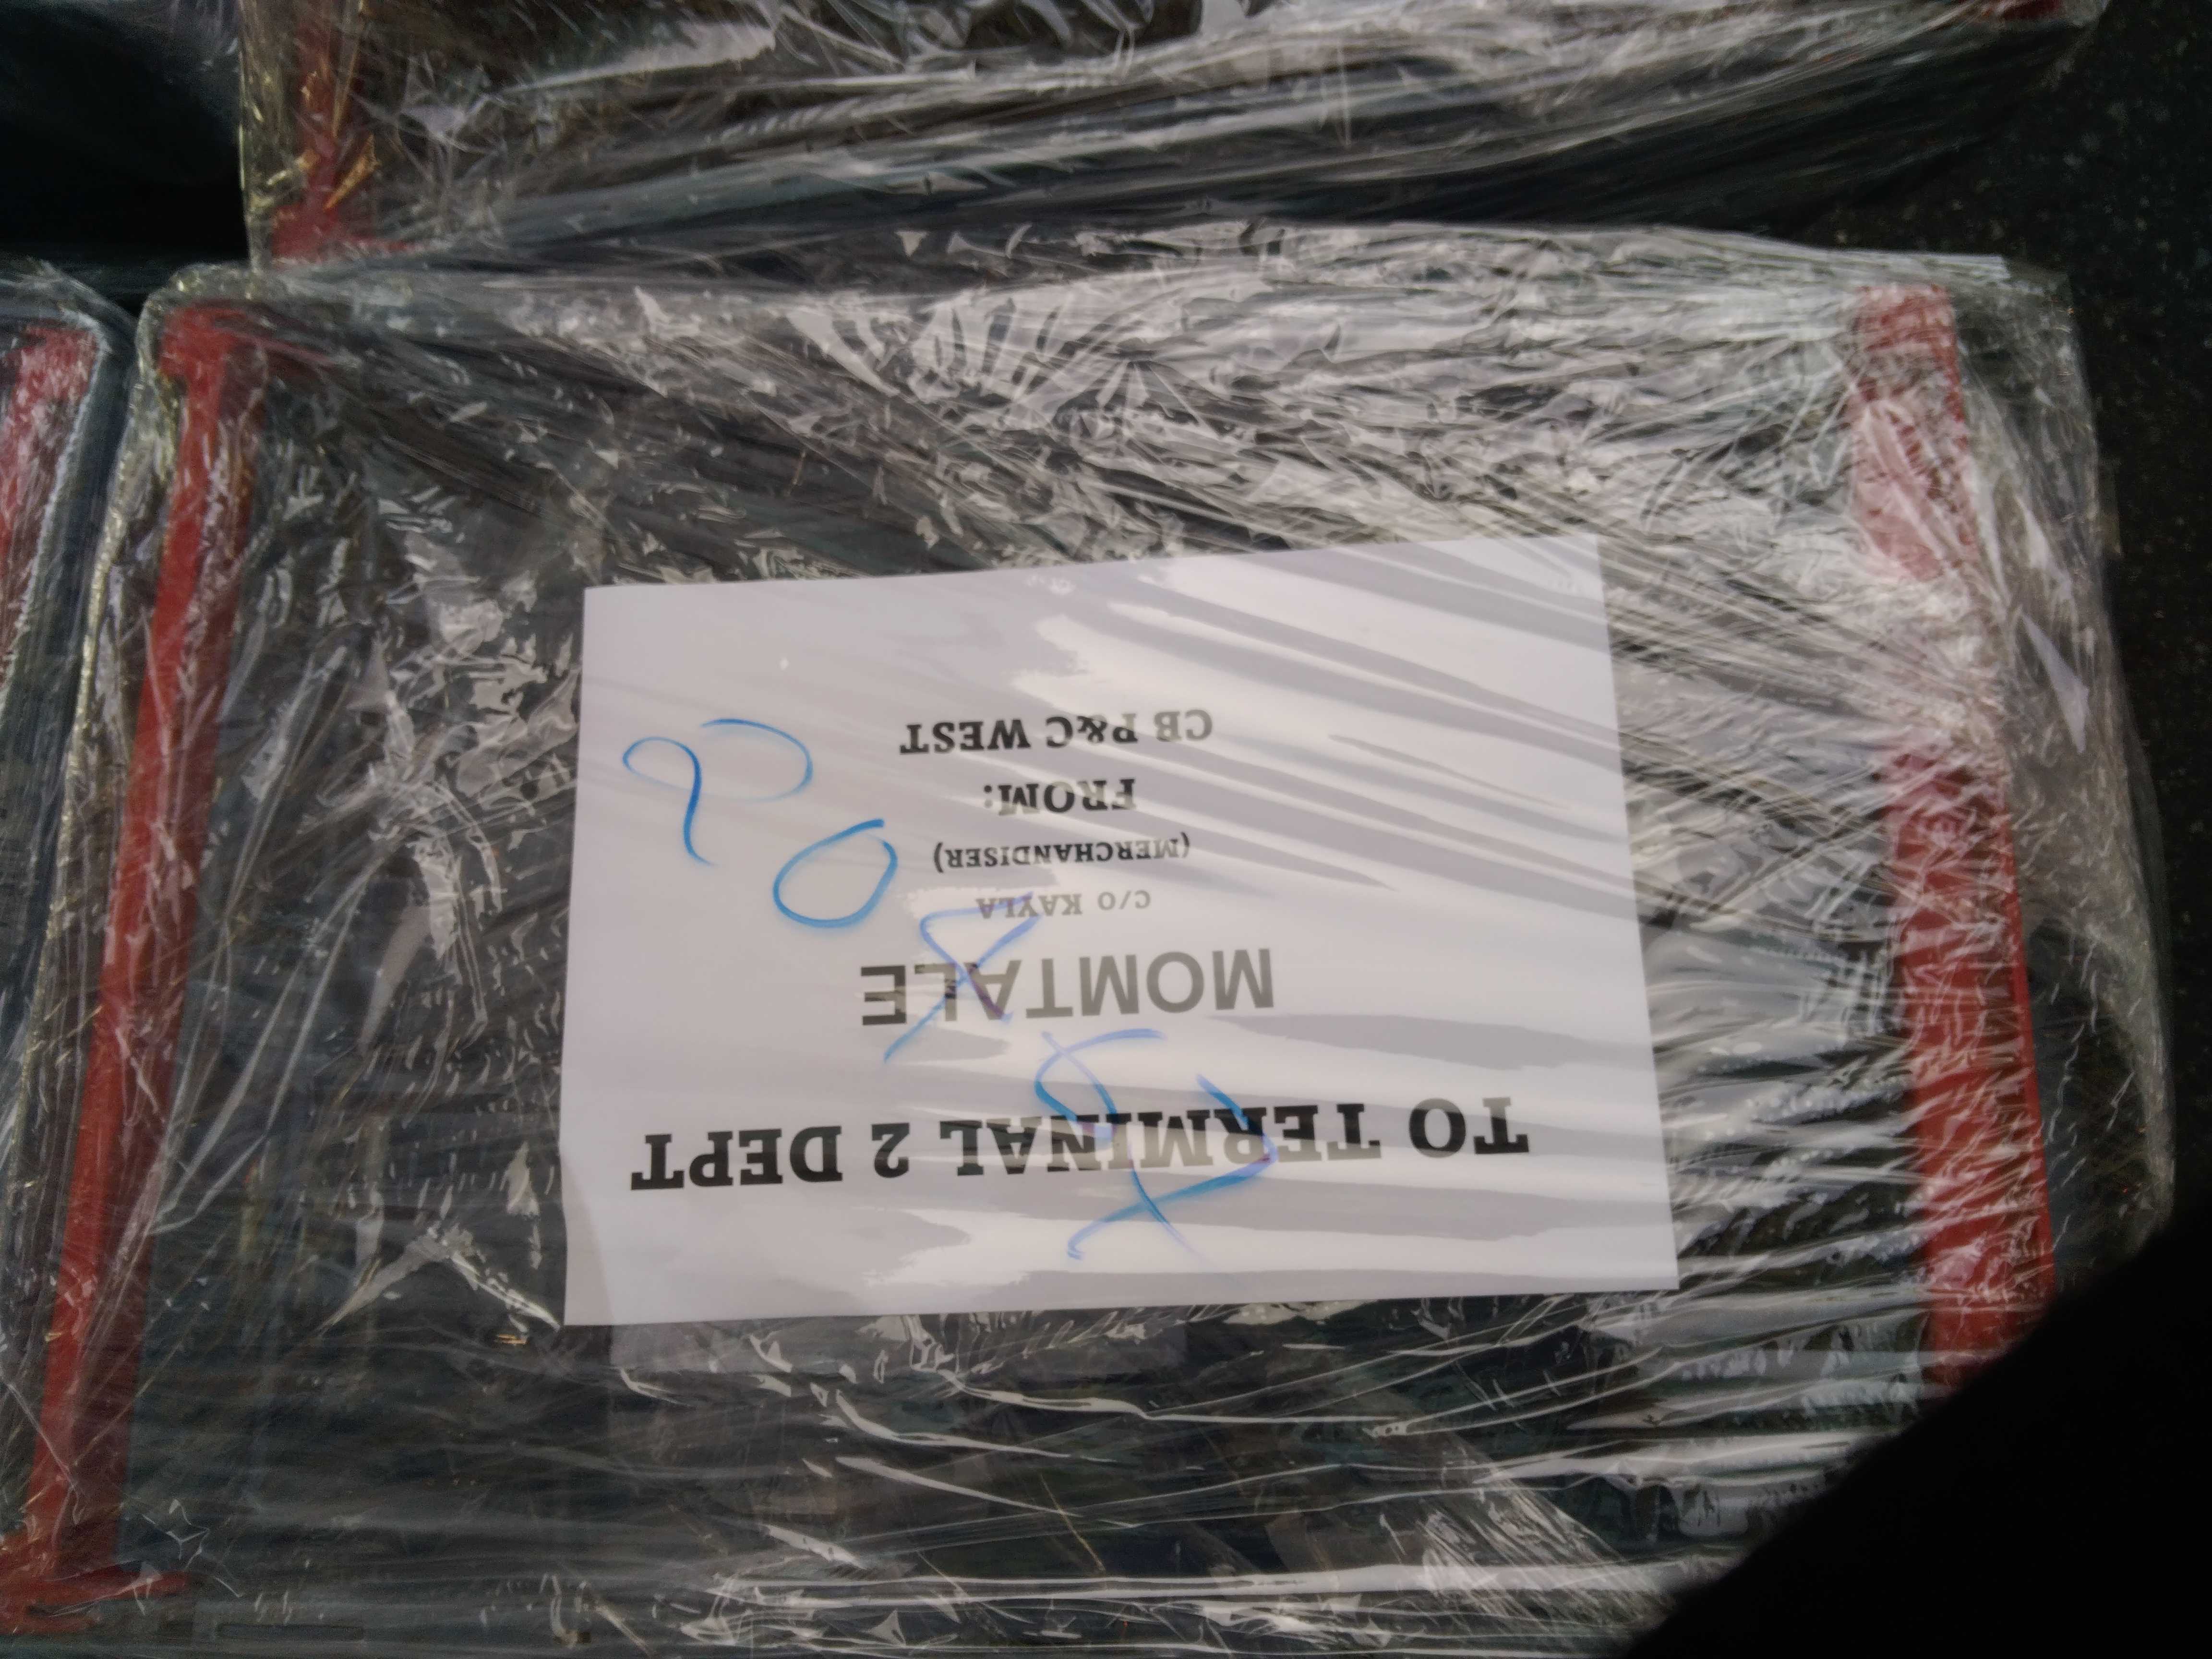 TO TERMINAL 2 DEPT
MOMTALE
C/O KAYLA
(MERCHANDISER)
FROM:
CB P&C WEST